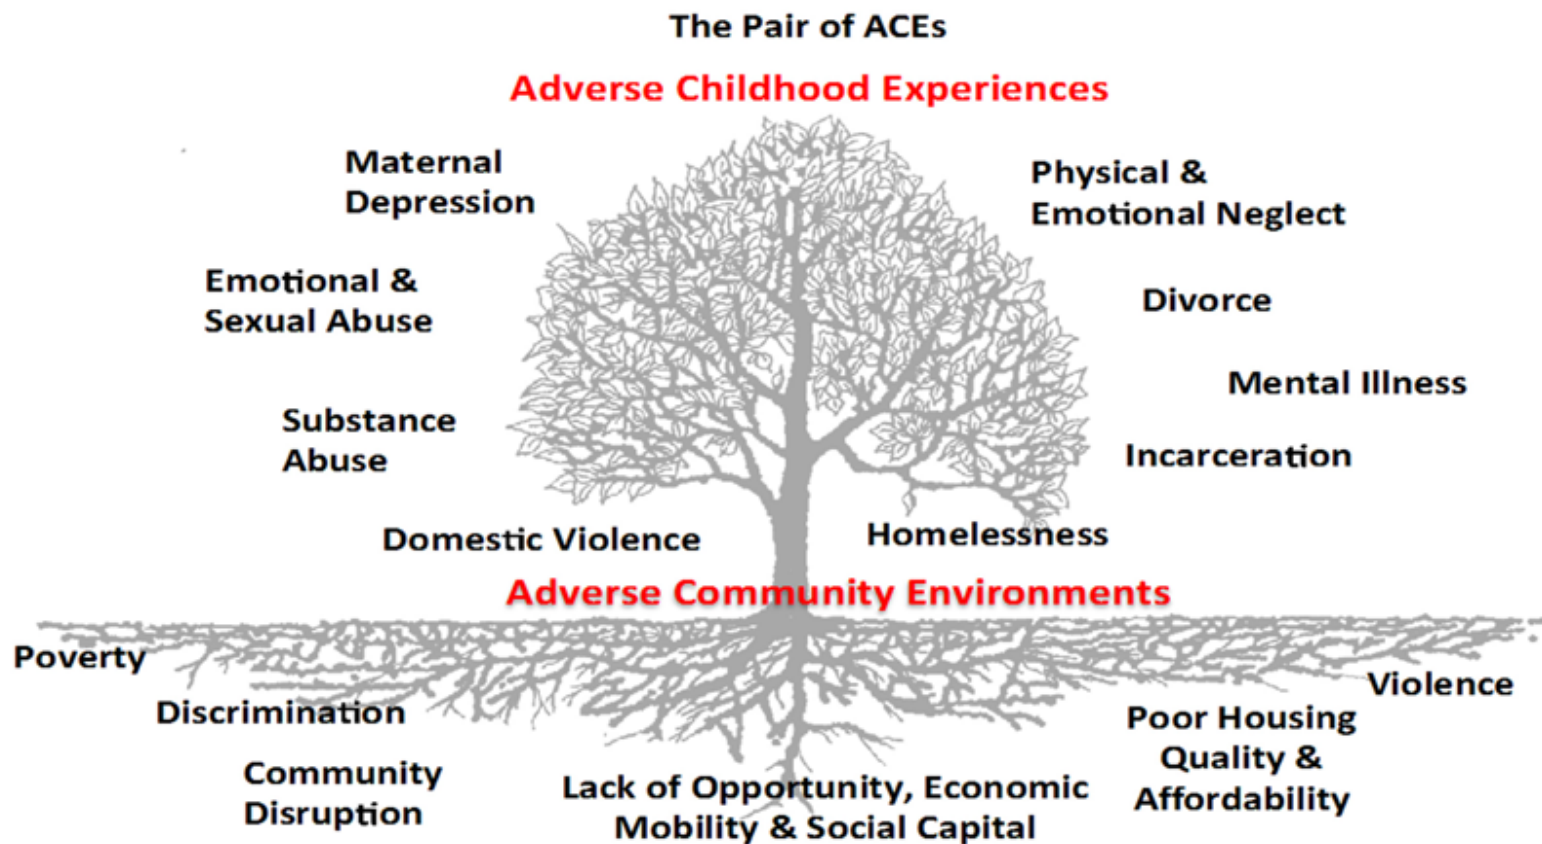 The Pair of ACEs
Adverse Childhood Experiences
Maternal
Depression
Physical &
Emotional Neglect
Emotional &
Sexual Abuse
Divorce
Mental Illness
Substance
Abuse
Incarceration
Domestic Violence
Homelessness
Adverse Community Environments
Poverty
Violence
Discrimination
Poor Housing
Quality &
Affordability
Community
Disruption
Lack of Opportunity, Economic
Mobility & Social Capital